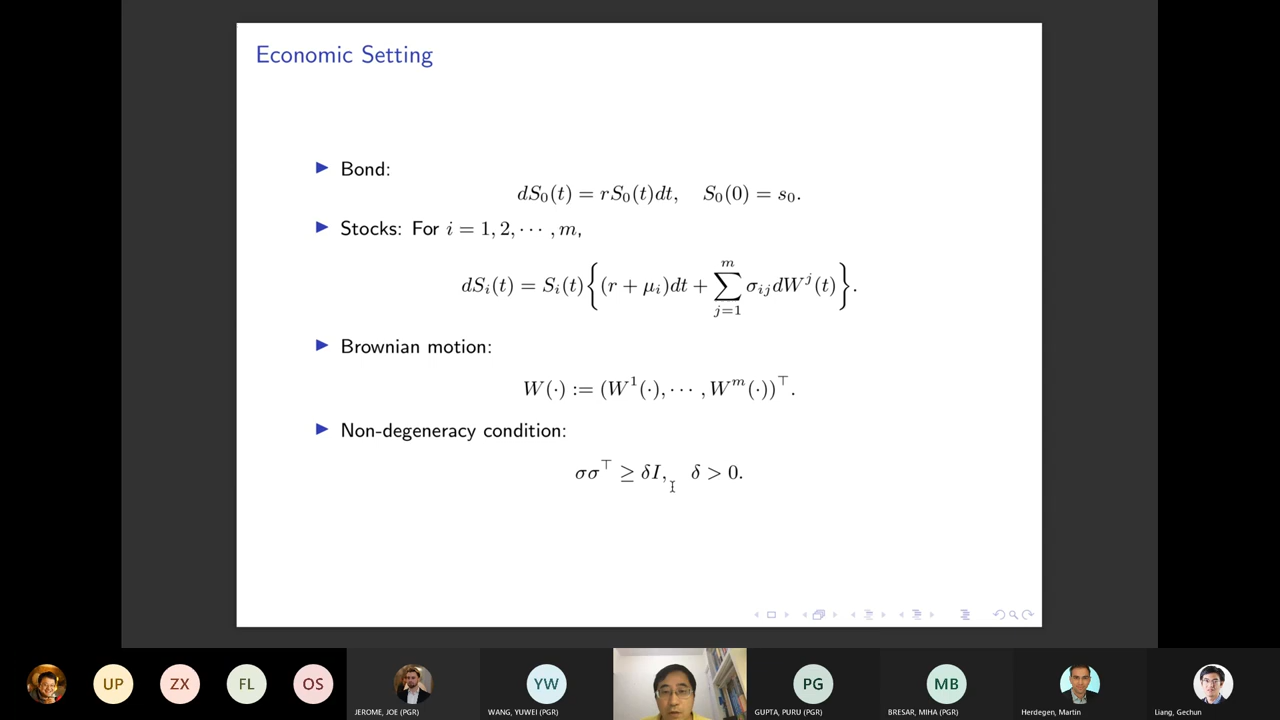 Economic Setting
▶ Bond:
dS₀(t) = rS₀(t)dt, S₀(0) = s₀.
▶ Stocks: For i = 1, 2, ⋯ , m,
dSᵢ(t) = Sᵢ(t){(r + μᵢ)dt + ∑_{j=1}^{m} σᵢⱼdWʲ(t)}.
▶ Brownian motion:
W(·) := (W¹(·), ⋯ , Wᵐ(·))⊤.
▶ Non-degeneracy condition:
σσ⊤ ≥ δI, δ > 0.
UP ZX FL OS YW PG MB
JEROME, JOE (PGR) WANG, YUWEI (PGR) GUPTA, PURU (PGR) BRESAR, MIHA (PGR) Herdegen, Martin Liang, Gechun